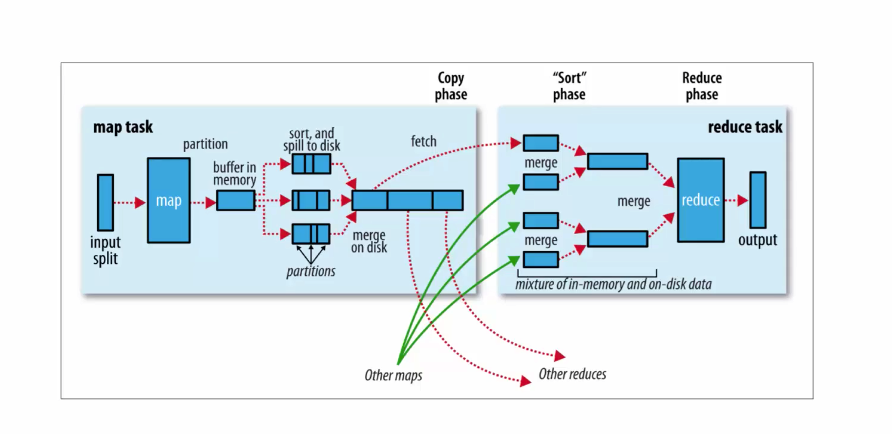 Copy
phase
“Sort”
phase
Reduce
phase
map task
reduce task
partition
sort, and
spill to disk
fetch
buffer in
memory
merge
map
merge
reduce
input
split
merge
on disk
merge
output
partitions
mixture of in-memory and on-disk data
Other maps
Other reduces